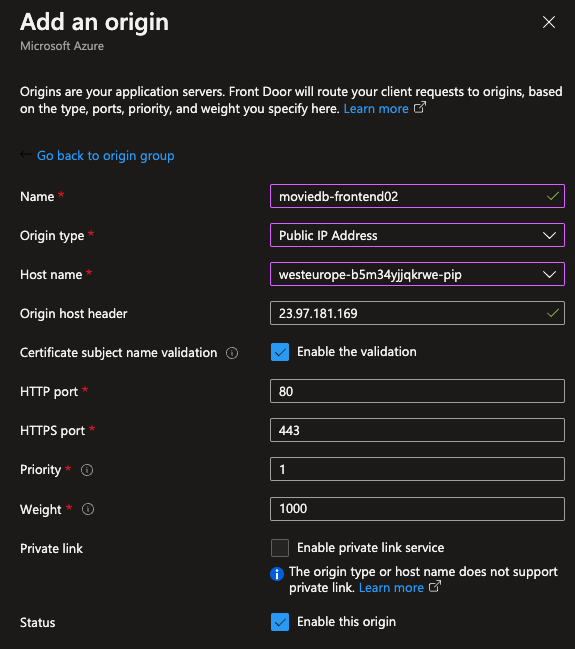 Add an origin
Microsoft Azure
Origins are your application servers. Front Door will route your client requests to origins, based
on the type, ports, priority, and weight you specify here. Learn more
Go back to origin group
Name * moviedb-frontend02
Origin type * Public IP Address
Host name * westeurope-b5m34yjjqkrwe-pip
Origin host header 23.97.181.169
Certificate subject name validation Enable the validation
HTTP port * 80
HTTPS port * 443
Priority * 1
Weight * 1000
Private link Enable private link service
The origin type or host name does not support
private link. Learn more
Status Enable this origin